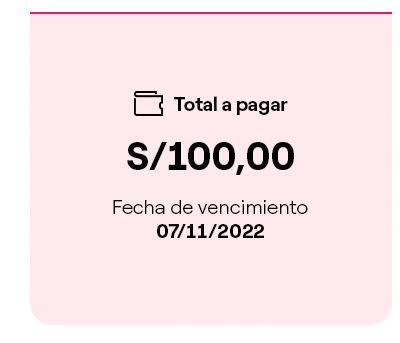 Total a pagar
S/100,00
Fecha de vencimiento
07/11/2022